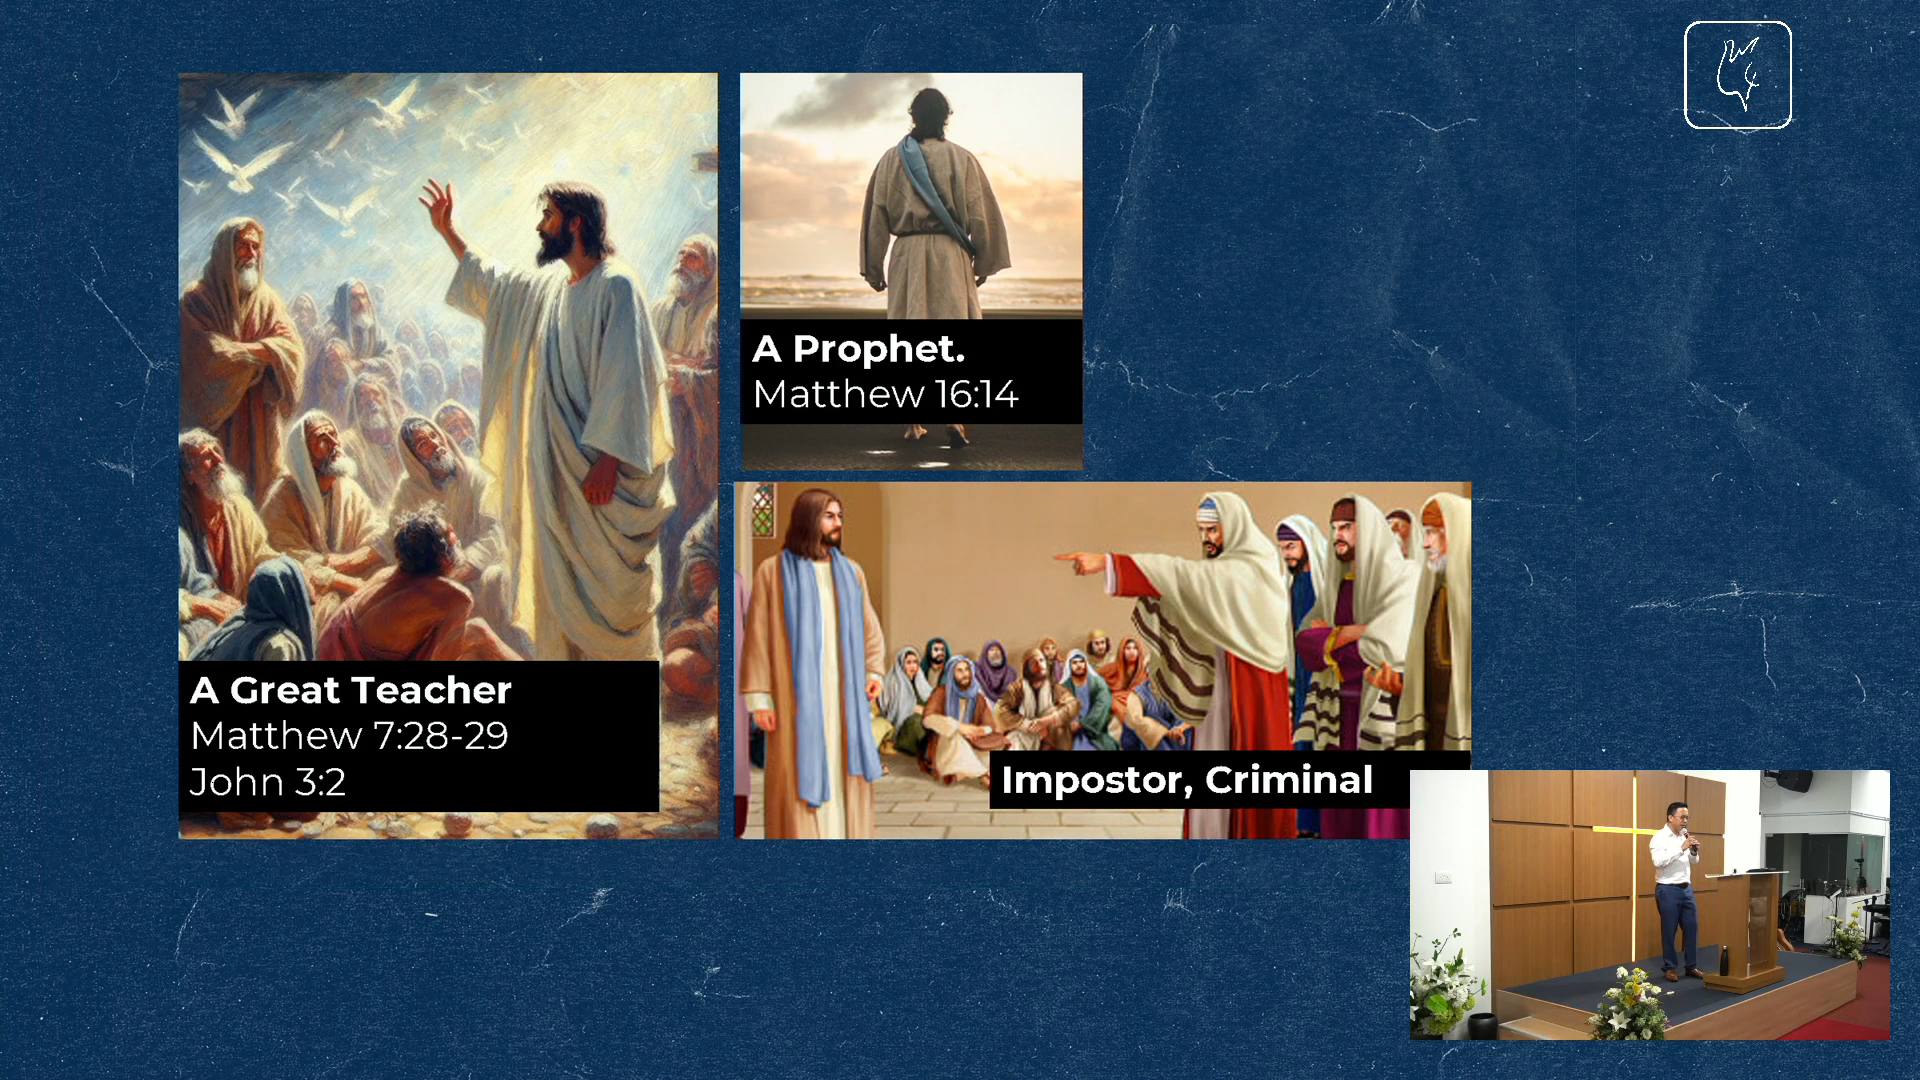 A Great Teacher
Matthew 7:28-29
John 3:2
A Prophet.
Matthew 16:14
Impostor, Criminal